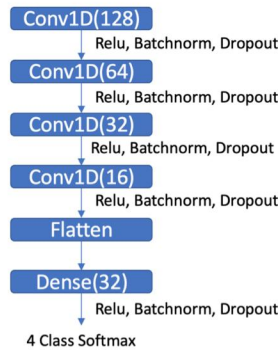 Conv1D(128)
Relu, Batchnorm, Dropout
Conv1D(64)
Relu, Batchnorm, Dropout
Conv1D(32)
Relu, Batchnorm, Dropout
Conv1D(16)
Relu, Batchnorm, Dropout
Flatten
Dense(32)
Relu, Batchnorm, Dropout
4 Class Softmax